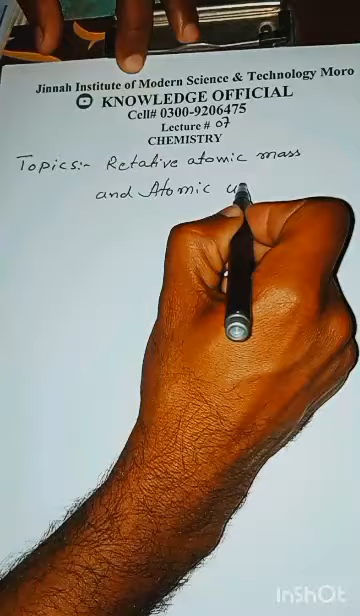 Jinnah Institute of Modern Science & Technology Moro
KNOWLEDGE OFFICIAL
Cell# 0300-9206475
Lecture # 07
CHEMISTRY
Topics:- Retative atomic mass
and Atomic u
InShOt